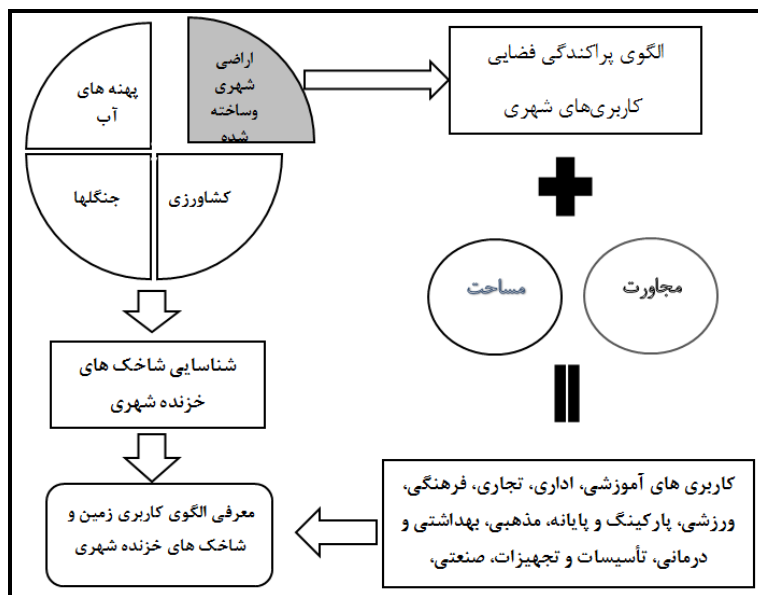 اراضی
شهری
وساخته
شده
پهنه های
آب
کشاورزی
جنگلها
الگوی پراکندگی فضایی
کاربری‌های شهری
مجاورت
مساحت
شناسایی شاخک های
خزنده شهری
کاربری های آموزشی، اداری، تجاری، فرهنگی،
ورزشی، پارکینگ و پایانه، مذهبی، بهداشتی و
درمانی، تأسیسات و تجهیزات، صنعتی،
معرفی الگوی کاربری زمین و
شاخک های خزنده شهری